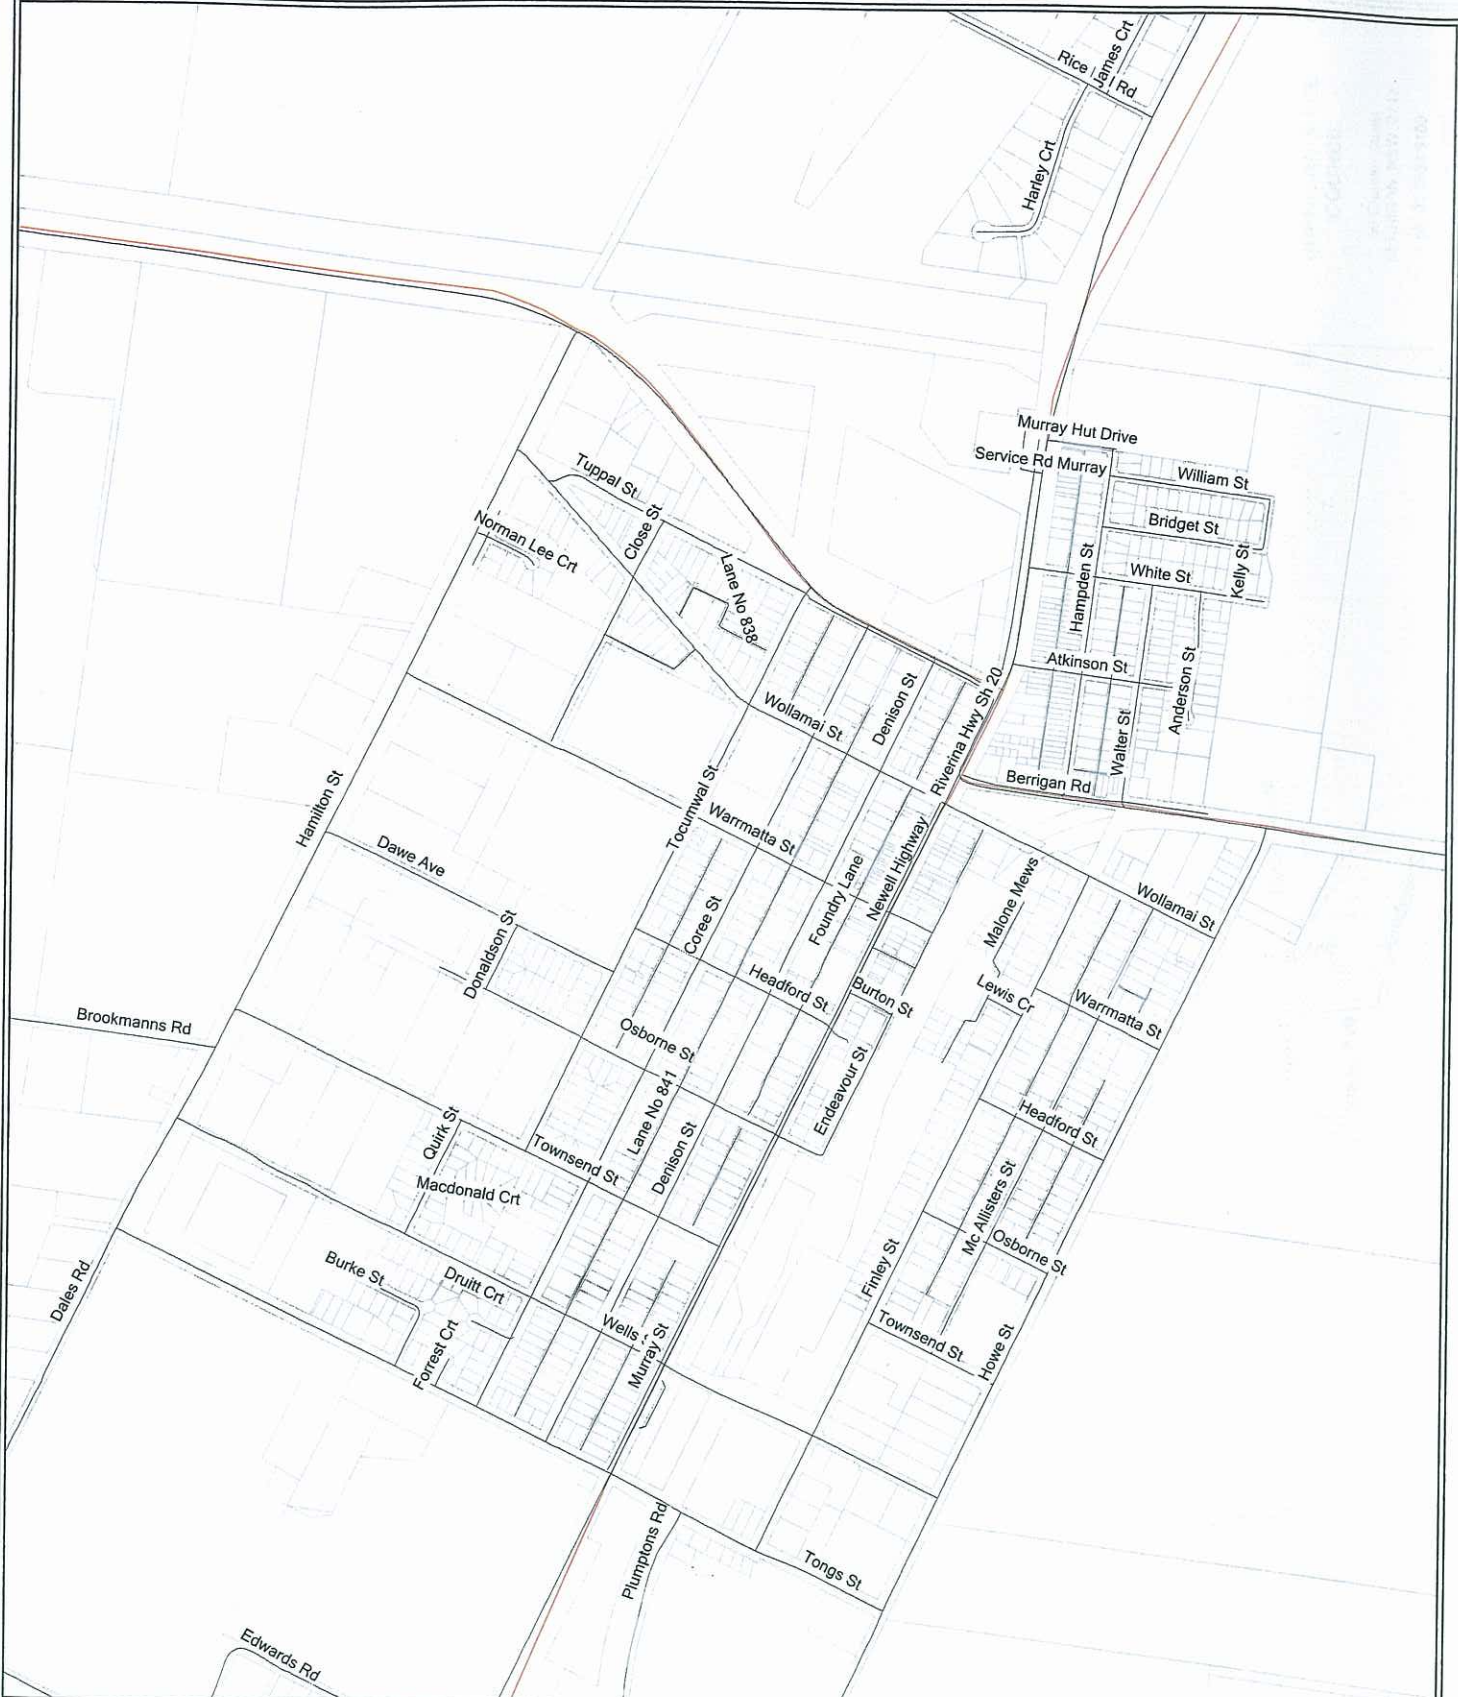 James Crt
Rice Rd
Harley Crt
Murray Hut Drive
Service Rd Murray
William St
Tuppal St
Bridget St
Close St
Norman Lee Crt
Kelly St
White St
Hampden St
Lane No 838
Atkinson St
Anderson St
Denison St
Wollamai St
Riverina Hwy Sh 20
Walter St
Berrigan Rd
Hamilton St
Tocumwal St
Warrmatta St
Dawe Ave
Foundry Lane
Newell Highway
Malone Mews
Wollamai St
Coree St
Donaldson St
Headford St
Burton St
Lewis Cr
Warrmatta St
Brookmanns Rd
Osborne St
Endeavour St
Lane No 841
Headford St
Quirk St
Townsend St
Denison St
Macdonald Crt
Mc Allisters St
Osborne St
Dales Rd
Burke St
Druitt Crt
Finley St
Forrest Crt
Wells
Murray St
Townsend St
Howe St
Plumptons Rd
Tongs St
Edwards Rd